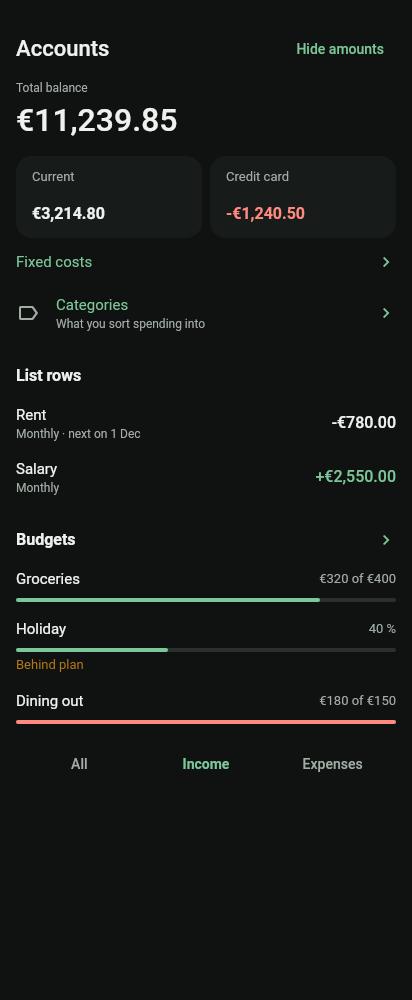 Accounts
Hide amounts
Total balance
€11,239.85
Current
Credit card
€3,214.80
-€1,240.50
Fixed costs
Categories
What you sort spending into
List rows
Rent
Monthly · next on 1 Dec
-€780.00
Salary
Monthly
+€2,550.00
Budgets
Groceries
€320 of €400
Holiday
40 %
Behind plan
Dining out
€180 of €150
All
Income
Expenses